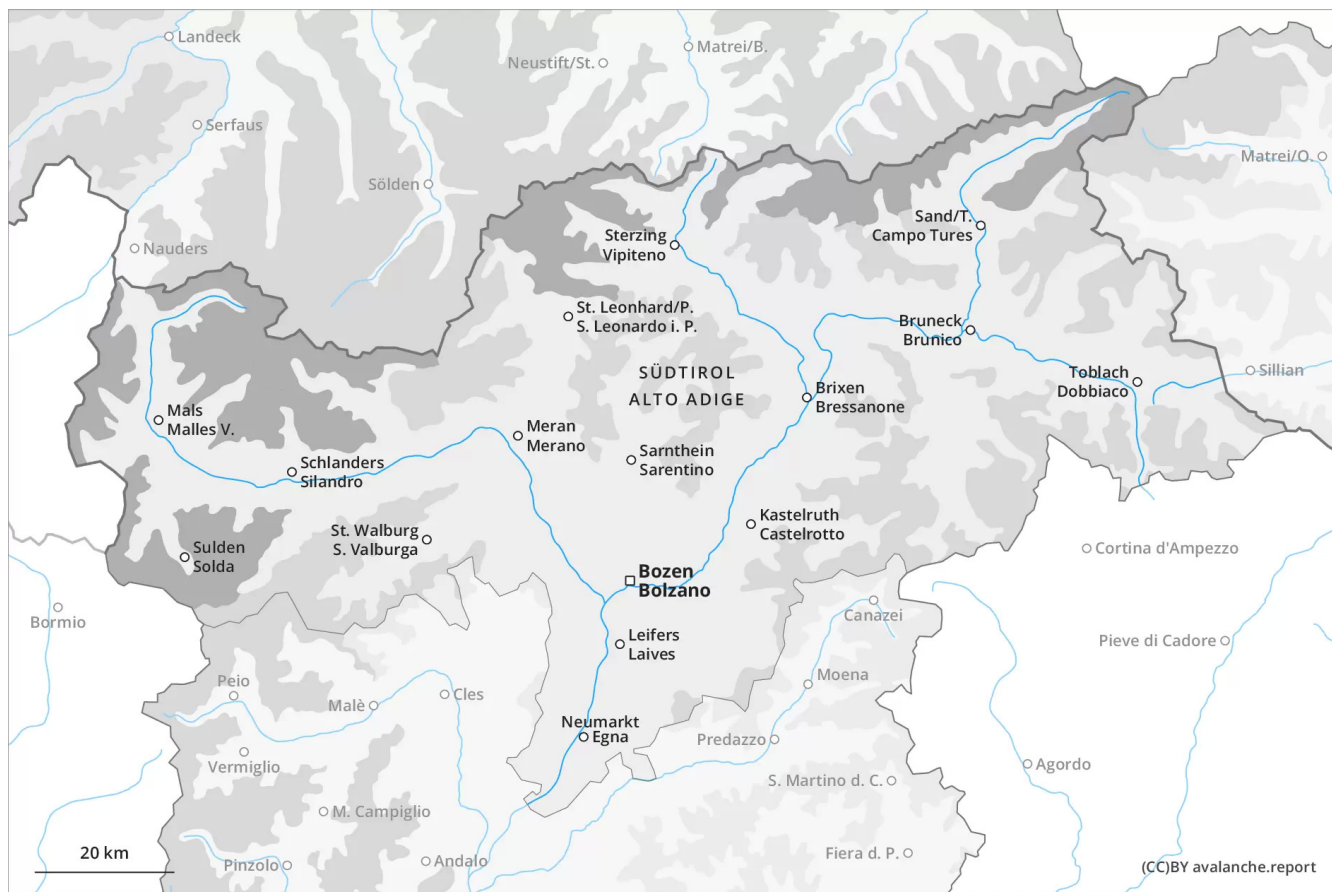 Landeck
Matrei/B.
Neustift/St.
Serfaus
Matrei/O.
Sölden
Sand/T.
Campo Tures
Nauders
Sterzing
Vipiteno
St. Leonhard/P.
S. Leonardo i. P.
Bruneck
Brunico
SÜDTIROL
ALTO ADIGE
Toblach
Dobbiaco
Sillian
Brixen
Bressanone
Mals
Malles V.
Meran
Merano
Schlanders
Silandro
Sarnthein
Sarentino
St. Walburg
S. Valburga
Kastelruth
Castelrotto
Sulden
Solda
Cortina d'Ampezzo
Bozen
Bolzano
Bormio
Canazei
Leifers
Laives
Pieve di Cadore
Peio
Moena
Malè
Cles
Neumarkt
Egna
Predazzo
Vermiglio
Agordo
S. Martino d. C.
M. Campiglio
20 km
Pinzolo
Andalo
Fiera d. P.
(CC)BY avalanche.report